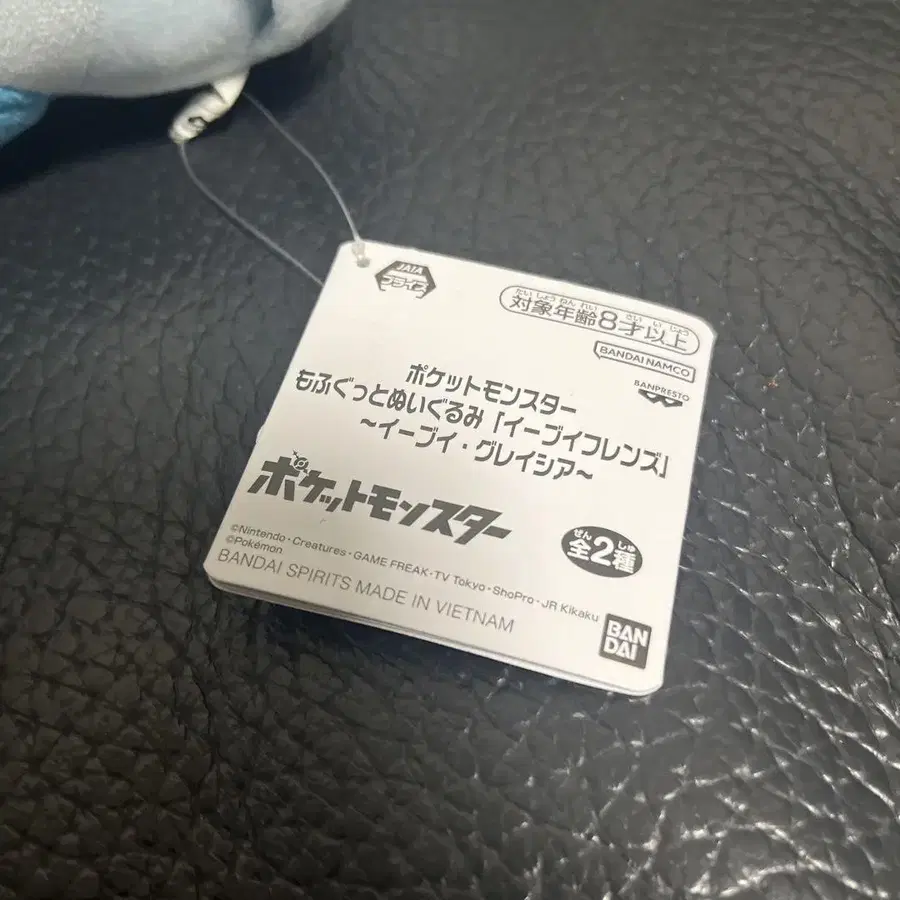 JAIA
プライズ
たいしょうねんれい さい いじょう
対象年齢8才以上
BANDAI NAMCO
BANPRESTO
ポケットモンスター
もふぐっとぬいぐるみ「イーブイフレンズ」
~イーブイ・グレイシア~
ポケットモンスター
ぜん しゅ
全2種
©Nintendo・Creatures・GAME FREAK・TV Tokyo・ShoPro・JR Kikaku
©Pokémon
BANDAI SPIRITS MADE IN VIETNAM
BAN
DAI